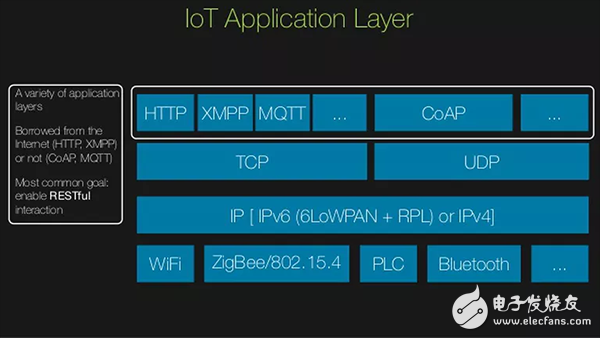 IoT Application Layer
A variety of application
layers
Borrowed from the
Internet (HTTP, XMPP)
or not (CoAP, MQTT)
Most common goal:
enable RESTful
interaction
HTTP XMPP MQTT ... CoAP ...
TCP UDP
IP [ IPv6 (6LoWPAN + RPL) or IPv4]
WiFi ZigBee/802.15.4 PLC Bluetooth ...
电子发烧友
www.elecfans.com